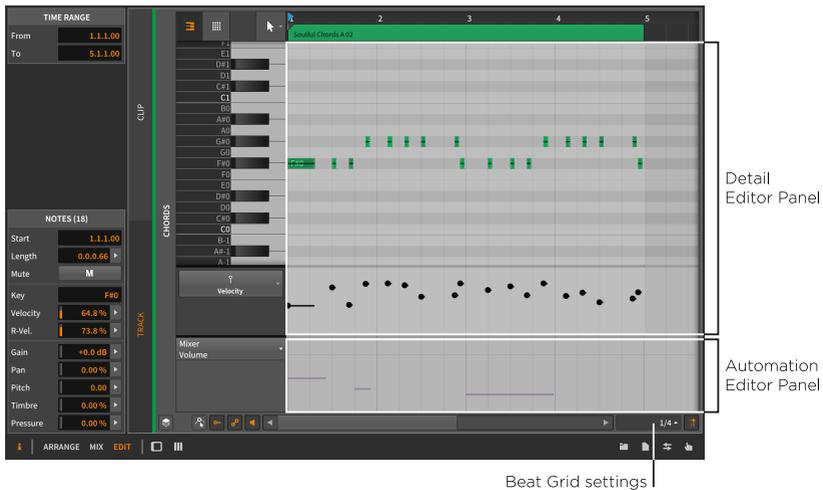 TIME RANGE
From 1.1.1.00
To 5.1.1.00
CLIP
TRACK
CHORDS
1 2 3 4 5
Soulful Chords A 02
F1
E1
D#1
D1
C#1
C1
B0
A#0
A0
G#0
G0
F#0
F0
E0
D#0
D0
C#0
C0
B-1
A#-1
A-1
F#0
Velocity
Mixer
Volume
NOTES (18)
Start 1.1.1.00
Length 0.0.0.66
Mute M
Key F#0
Velocity 64.8 %
R-Vel. 73.8 %
Gain +0.0 dB
Pan 0.00 %
Pitch 0.00
Timbre 0.00 %
Pressure 0.00 %
1/4
i ARRANGE MIX EDIT
Detail
Editor Panel
Automation
Editor Panel
Beat Grid settings